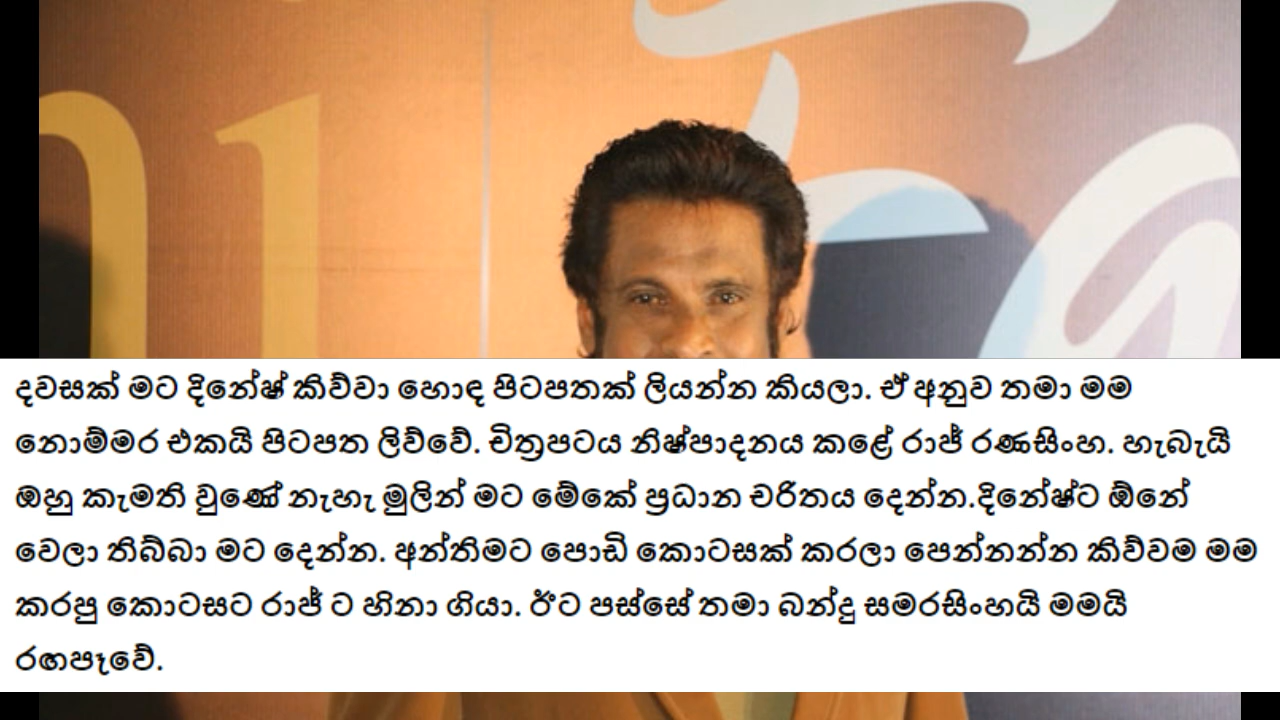 දවසක් මට දිනේෂ් කිව්වා හොඳ පිටපතක් ලියන්න කියලා. ඒ අනුව තමා මම
නොම්මර එකයි පිටපත ලිව්වේ. චිත්‍රපටය නිෂ්පාදනය කළේ රාජ් රණසිංහ. හැබැයි
ඔහු කැමති වුණේ නැහැ මුලින් මට මේකේ ප්‍රධාන චරිතය දෙන්න.දිනේෂ්ට ඕනේ
වෙලා තිබ්බා මට දෙන්න. අන්තිමට පොඩි කොටසක් කරලා පෙන්නන්න කිව්වම මම
කරපු කොටසට රාජ් ට හිනා ගියා. ඊට පස්සේ තමා බන්දු සමරසිංහයි මමයි
රඟපෑවේ.